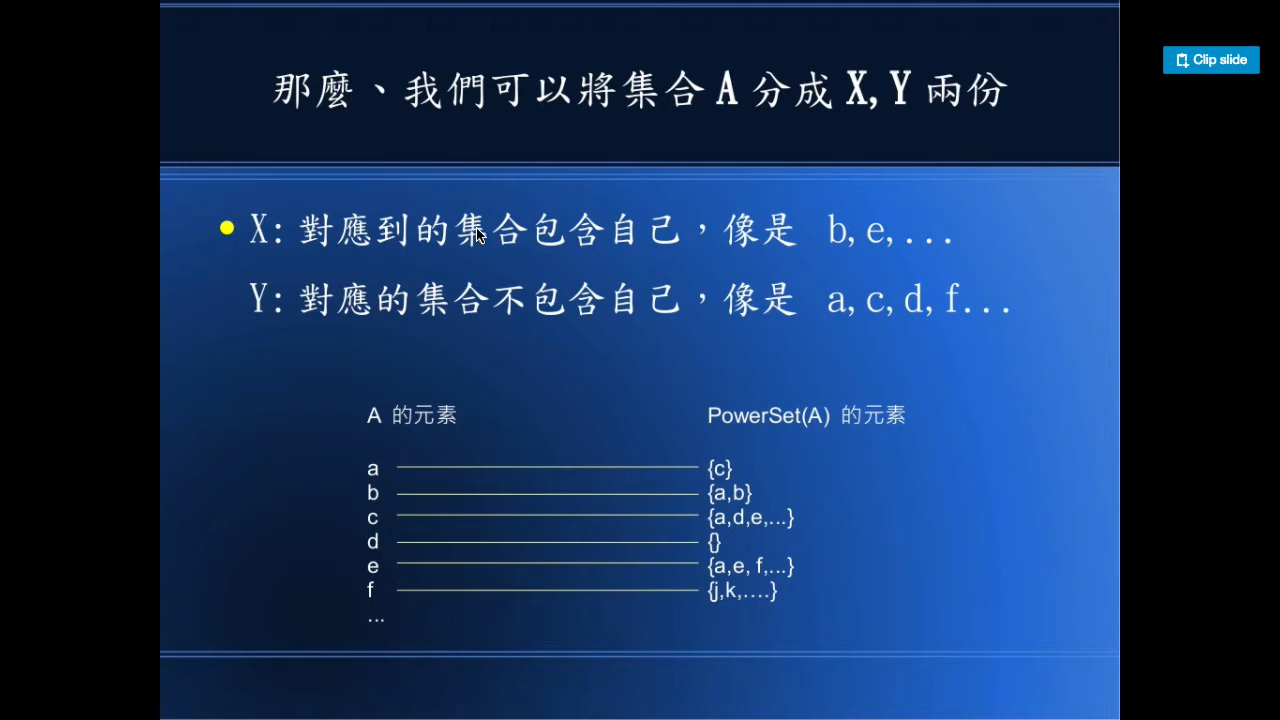 Clip slide
那麼、我們可以將集合 A 分成 X, Y 兩份
X: 對應到的集合包含自己，像是 b, e, ...
Y: 對應的集合不包含自己，像是 a, c, d, f...
A 的元素 PowerSet(A) 的元素
a {c}
b {a,b}
c {a,d,e,...}
d {}
e {a,e, f,...}
f {j,k,....}
...